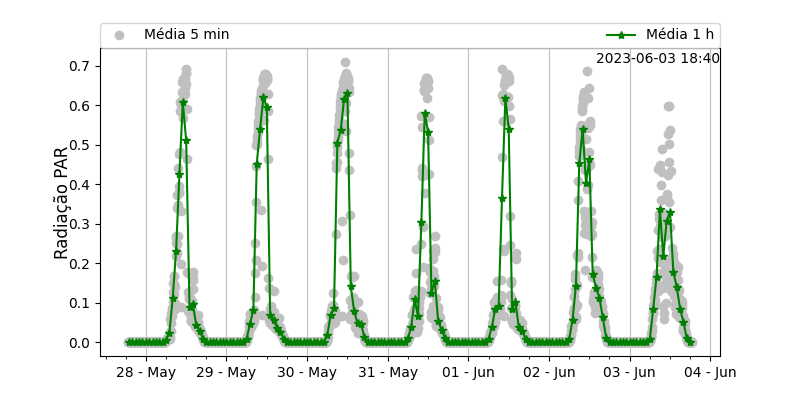 Média 5 min
Média 1 h
2023-06-03 18:40
Radiação PAR
0.7
0.6
0.5
0.4
0.3
0.2
0.1
0.0
28 - May
29 - May
30 - May
31 - May
01 - Jun
02 - Jun
03 - Jun
04 - Jun